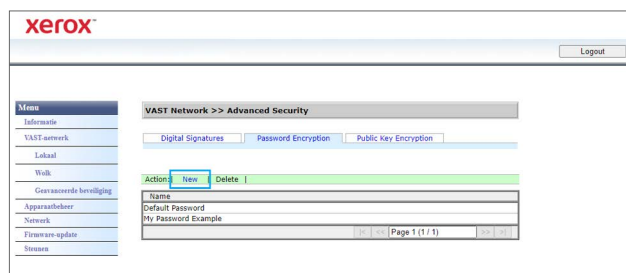 xerox™
Logout
Menu
Informatie
VAST-netwerk
Lokaal
Wolk
Geavanceerde beveiliging
Apparaatbeheer
Netwerk
Firmware-update
Steunen
VAST Network >> Advanced Security
Digital Signatures Password Encryption Public Key Encryption
Action: | New | Delete |
Name
Default Password
My Password Example
|< << Page 1 (1 / 1) >> >|